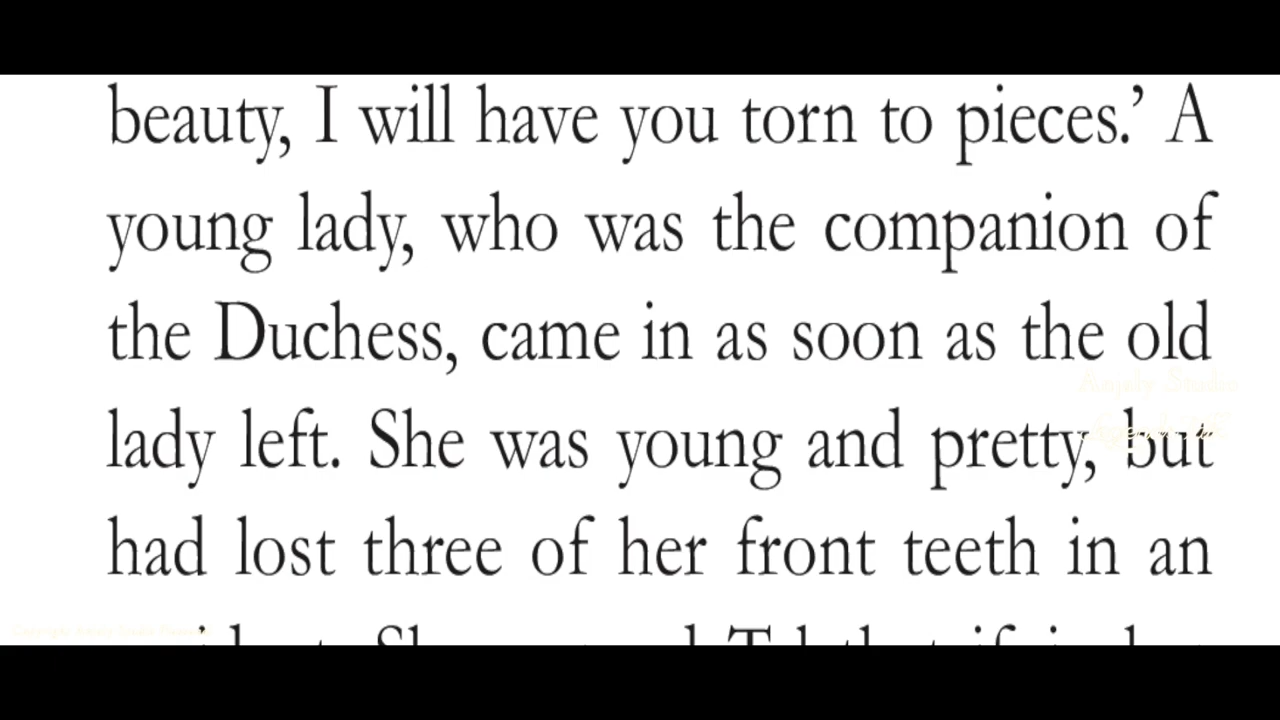 beauty, I will have you torn to pieces.’ A
young lady, who was the companion of
the Duchess, came in as soon as the old
lady left. She was young and pretty, but
had lost three of her front teeth in an
Anjely Studio